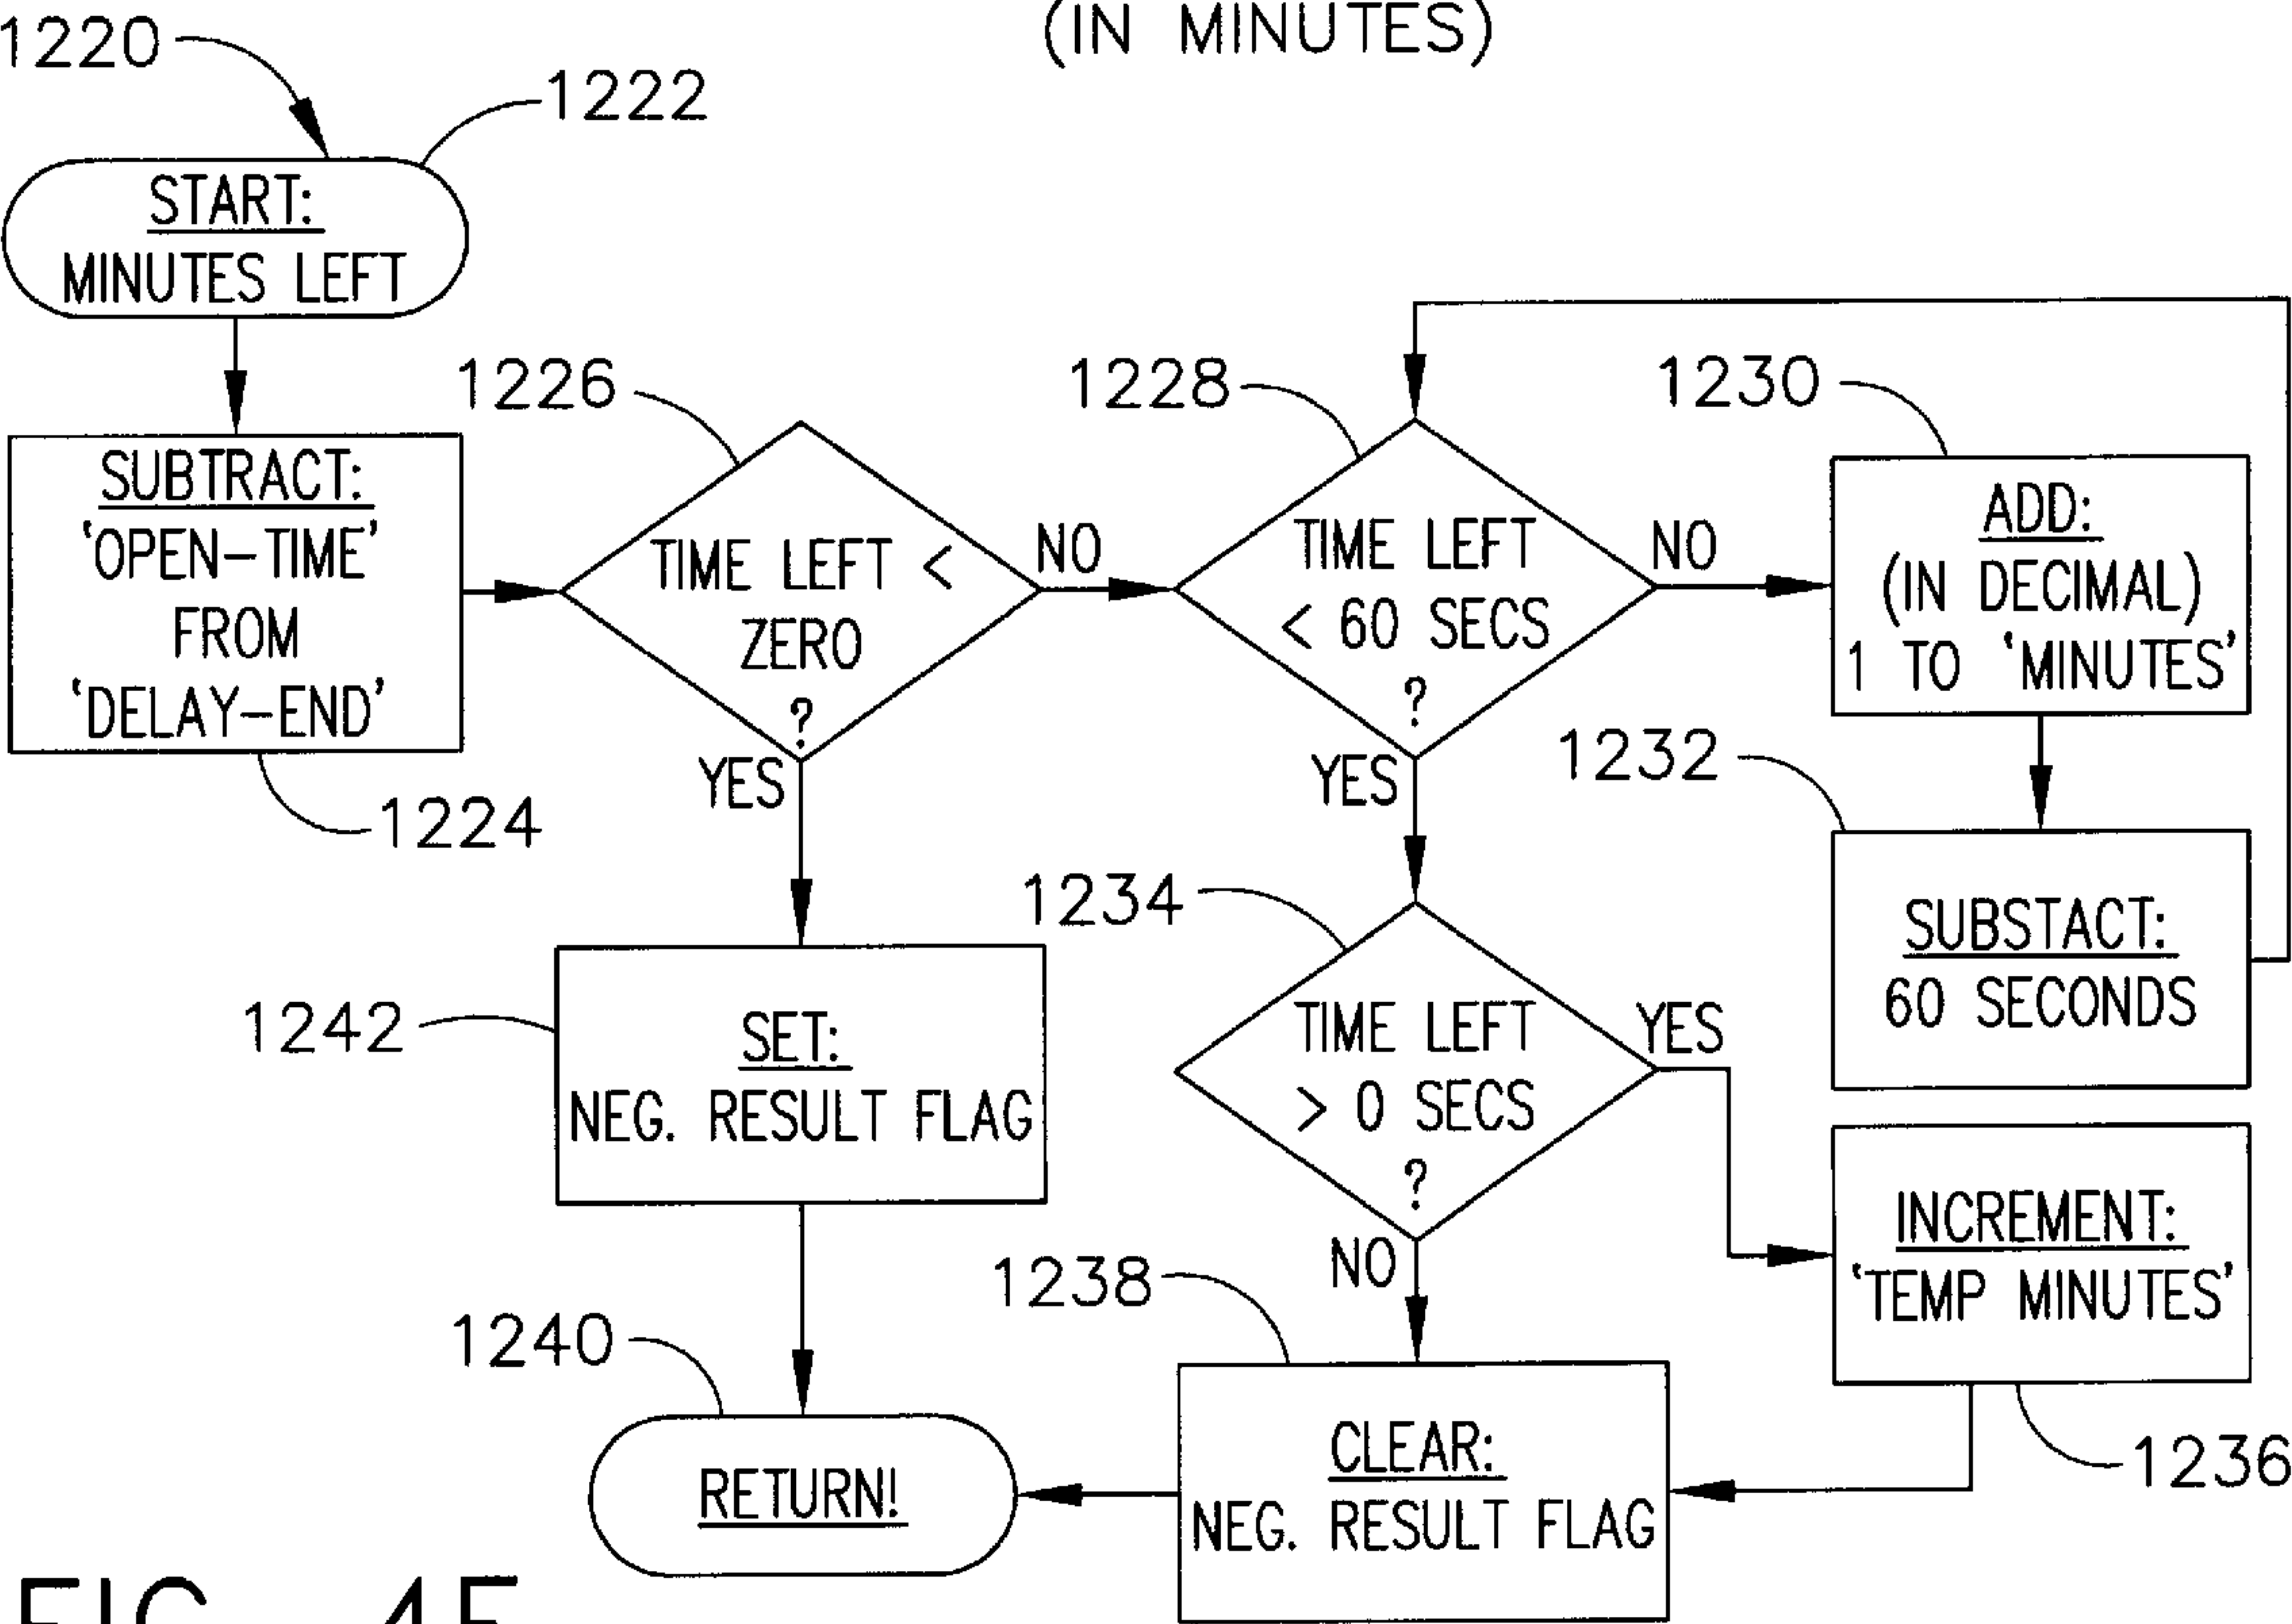 (IN MINUTES)
1220
1222
START:
MINUTES LEFT
1226
1228
1230
SUBTRACT:
'OPEN-TIME'
FROM
'DELAY-END'
1224
TIME LEFT <
ZERO
?
NO
YES
TIME LEFT
< 60 SECS
?
NO
YES
ADD:
(IN DECIMAL)
1 TO 'MINUTES'
1232
SUBSTACT:
60 SECONDS
1234
TIME LEFT
> 0 SECS
?
YES
NO
1242
SET:
NEG. RESULT FLAG
INCREMENT:
'TEMP MINUTES'
1236
1238
CLEAR:
NEG. RESULT FLAG
1240
RETURN!